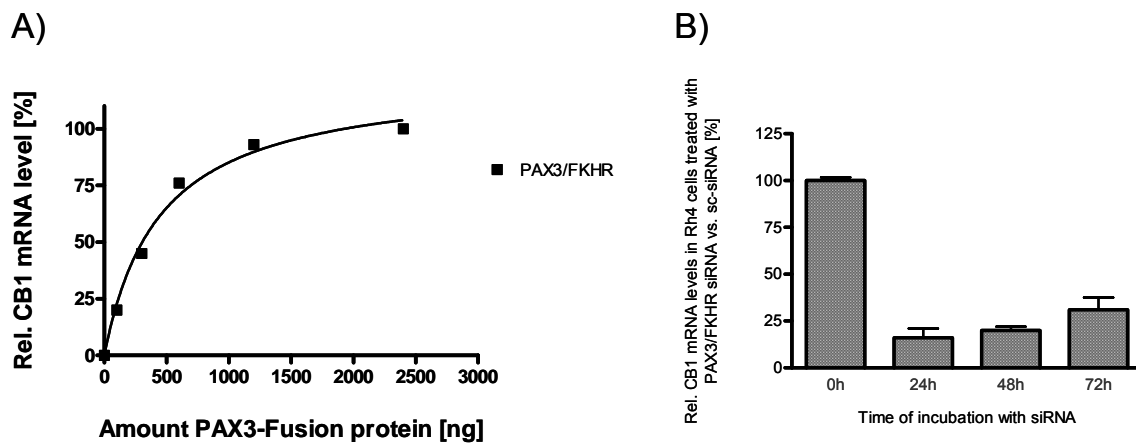 A)
Rel. CB1 mRNA level [%]
100
75
50
25
0
0 500 1000 1500 2000 2500 3000
Amount PAX3-Fusion protein [ng]
PAX3/FKHR
B)
Rel. CB1 mRNA levels in Rh4 cells treated with
PAX3/FKHR siRNA vs. sc-siRNA [%]
125
100
75
50
25
0
0h 24h 48h 72h
Time of incubation with siRNA